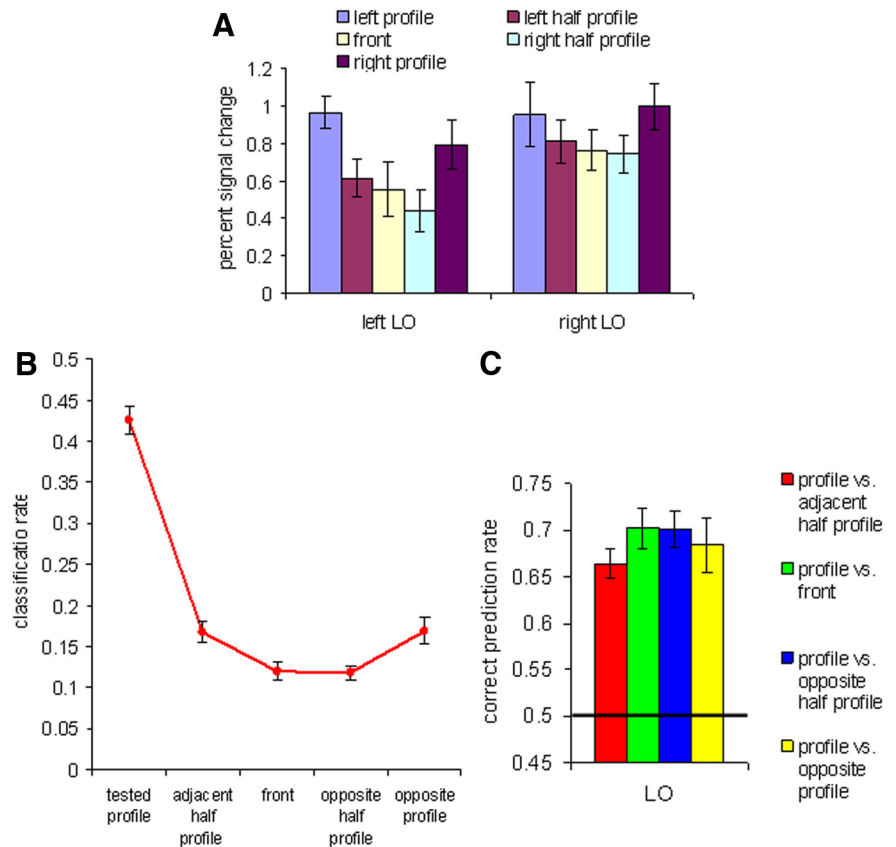 A
left profile
left half profile
front
right half profile
right profile
percent signal change
1.2
1
0.8
0.6
0.4
0.2
0
left LO
right LO
B
classificatio rate
0.5
0.45
0.4
0.35
0.3
0.25
0.2
0.15
0.1
0.05
0
tested
profile
adjacent
half
profile
front
opposite
half
profile
opposite
profile
C
correct prediction rate
0.75
0.7
0.65
0.6
0.55
0.5
0.45
LO
profile vs.
adjacent
half profile
profile vs.
front
profile vs.
opposite
half profile
profile vs.
opposite
profile